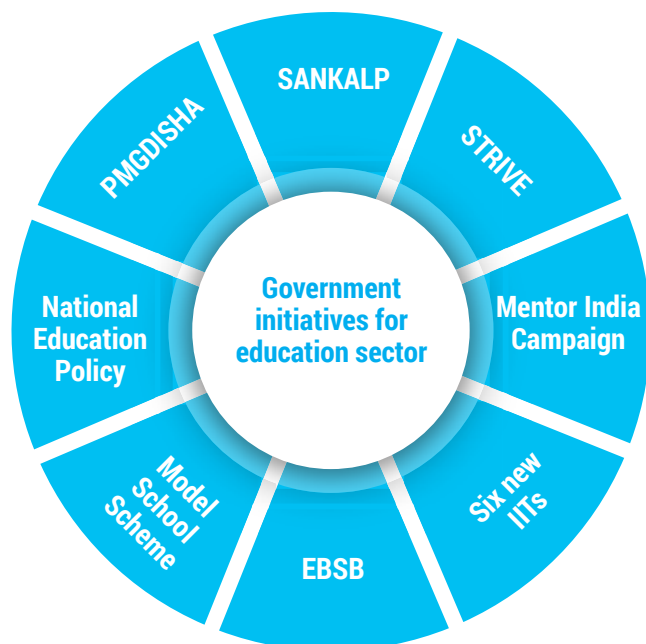 Government
initiatives for
education sector
SANKALP
STRIVE
Mentor India
Campaign
Six new
IITs
EBSB
Model
School
Scheme
National
Education
Policy
PMGDISHA